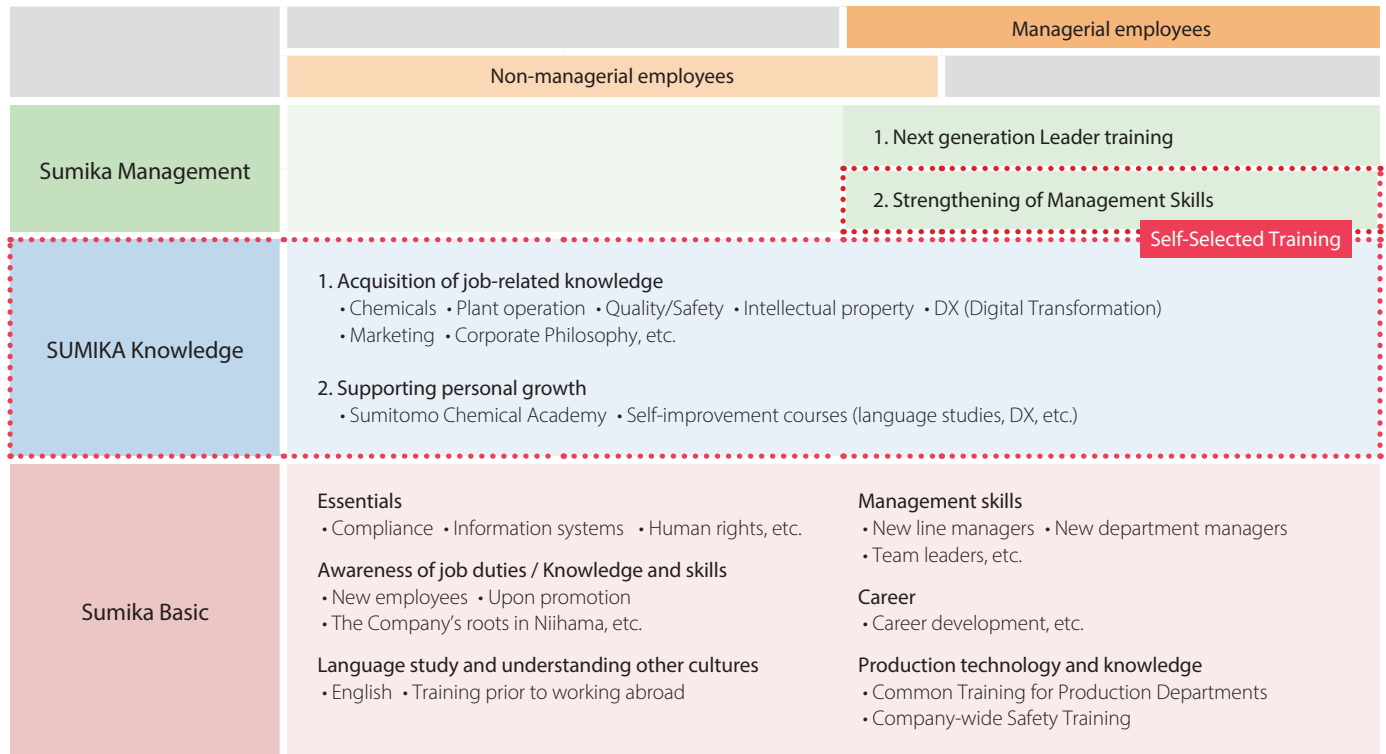 Managerial employees
Non-managerial employees
Sumika Management
1. Next generation Leader training
2. Strengthening of Management Skills
Self-Selected Training
SUMIKA Knowledge
1. Acquisition of job-related knowledge
• Chemicals • Plant operation • Quality/Safety • Intellectual property • DX (Digital Transformation)
• Marketing • Corporate Philosophy, etc.
2. Supporting personal growth
• Sumitomo Chemical Academy • Self-improvement courses (language studies, DX, etc.)
Sumika Basic
Essentials
• Compliance • Information systems • Human rights, etc.
Awareness of job duties / Knowledge and skills
• New employees • Upon promotion
• The Company’s roots in Niihama, etc.
Language study and understanding other cultures
• English • Training prior to working abroad
Management skills
• New line managers • New department managers
• Team leaders, etc.
Career
• Career development, etc.
Production technology and knowledge
• Common Training for Production Departments
• Company-wide Safety Training